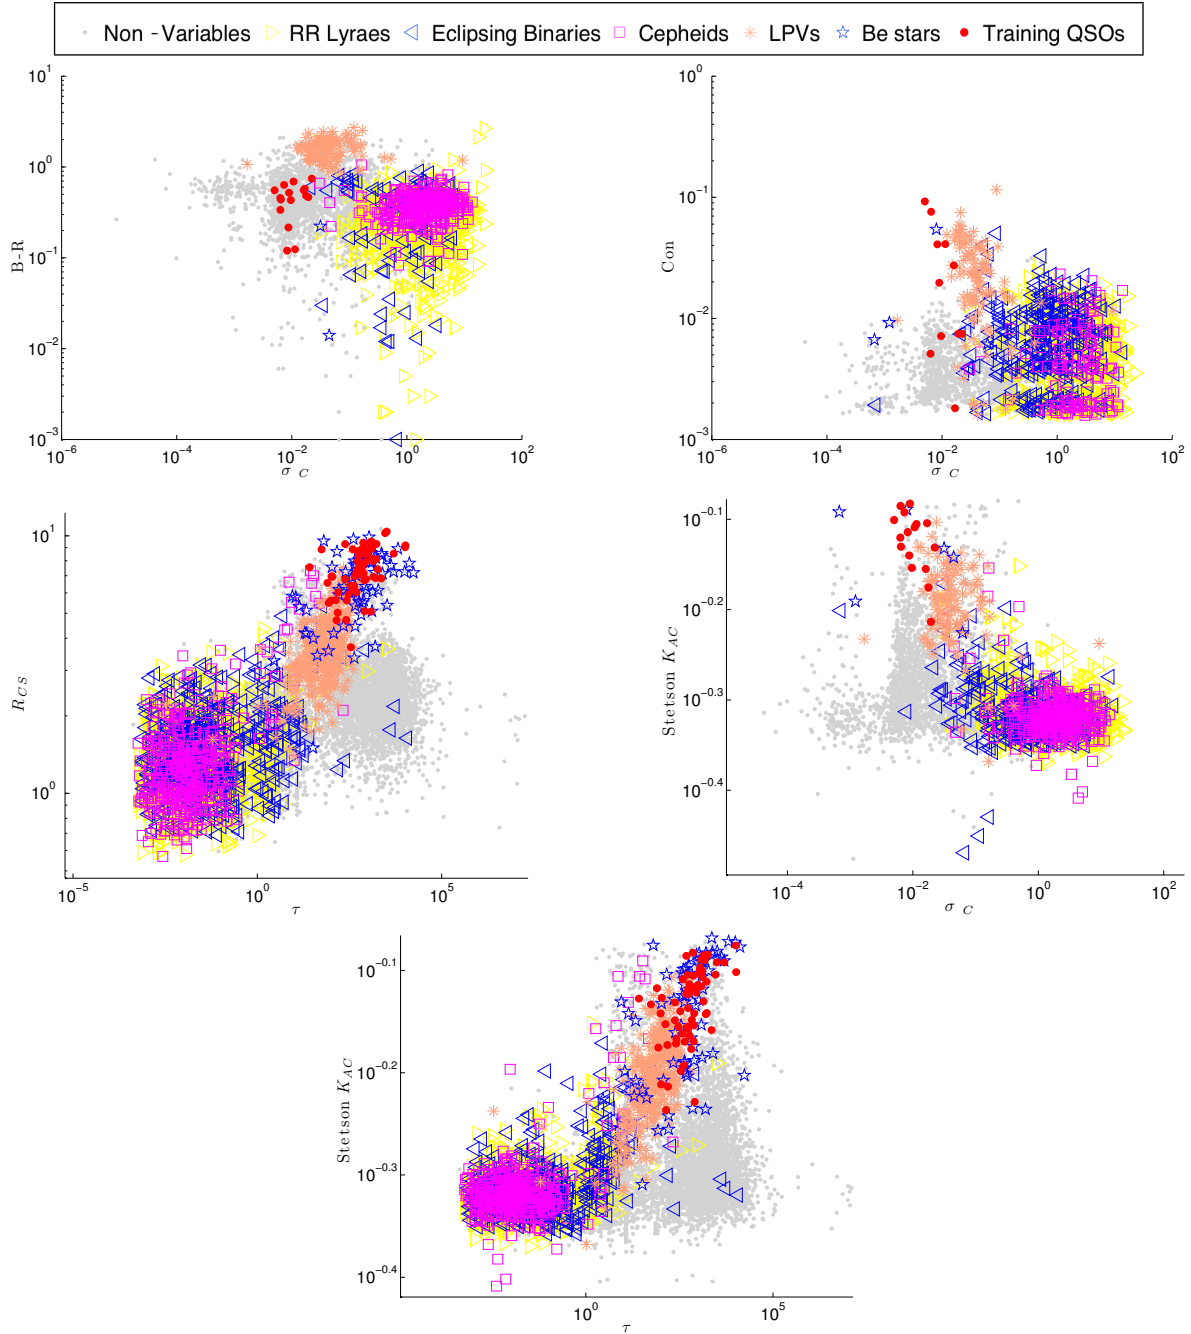 Non -Variables RR Lyraes Eclipsing Binaries Cepheids LPVs Be stars Training QSOs
10^1
10^0
10^-1
10^-2
10^-3
B-R
10^-6 10^-4 10^-2 10^0 10^2
σ C
10^0
10^-1
10^-2
10^-3
Con
10^-6 10^-4 10^-2 10^0 10^2
σ C
10^1
10^0
R_CS
10^-5 10^0 10^5
τ
10^-0.1
10^-0.2
10^-0.3
10^-0.4
Stetson K_AC
10^-4 10^-2 10^0 10^2
σ C
10^-0.1
10^-0.2
10^-0.3
10^-0.4
Stetson K_AC
10^0 10^5
τ